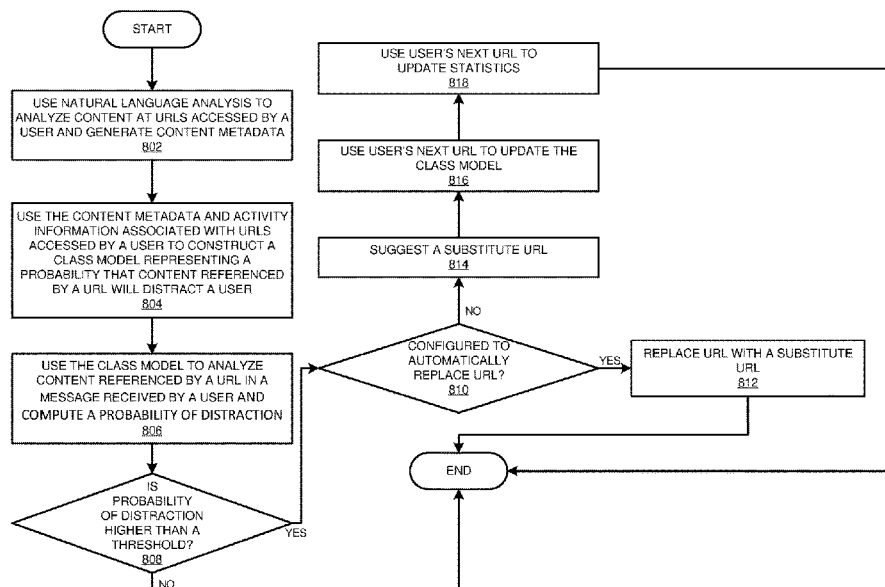 START
USE NATURAL LANGUAGE ANALYSIS TO
ANALYZE CONTENT AT URLS ACCESSED BY A
USER AND GENERATE CONTENT METADATA
802
USE THE CONTENT METADATA AND ACTIVITY
INFORMATION ASSOCIATED WITH URLS
ACCESSED BY A USER TO CONSTRUCT A
CLASS MODEL REPRESENTING A
PROBABILITY THAT CONTENT REFERENCED
BY A URL WILL DISTRACT A USER
804
USE THE CLASS MODEL TO ANALYZE
CONTENT REFERENCED BY A URL IN A
MESSAGE RECEIVED BY A USER AND
COMPUTE A PROBABILITY OF DISTRACTION
806
IS
PROBABILITY
OF DISTRACTION
HIGHER THAN A
THRESHOLD?
808
YES
NO
CONFIGURED TO
AUTOMATICALLY
REPLACE URL?
810
YES
NO
REPLACE URL WITH A SUBSTITUTE
URL
812
SUGGEST A SUBSTITUTE URL
814
USE USER'S NEXT URL TO UPDATE THE
CLASS MODEL
816
USE USER'S NEXT URL TO
UPDATE STATISTICS
818
END